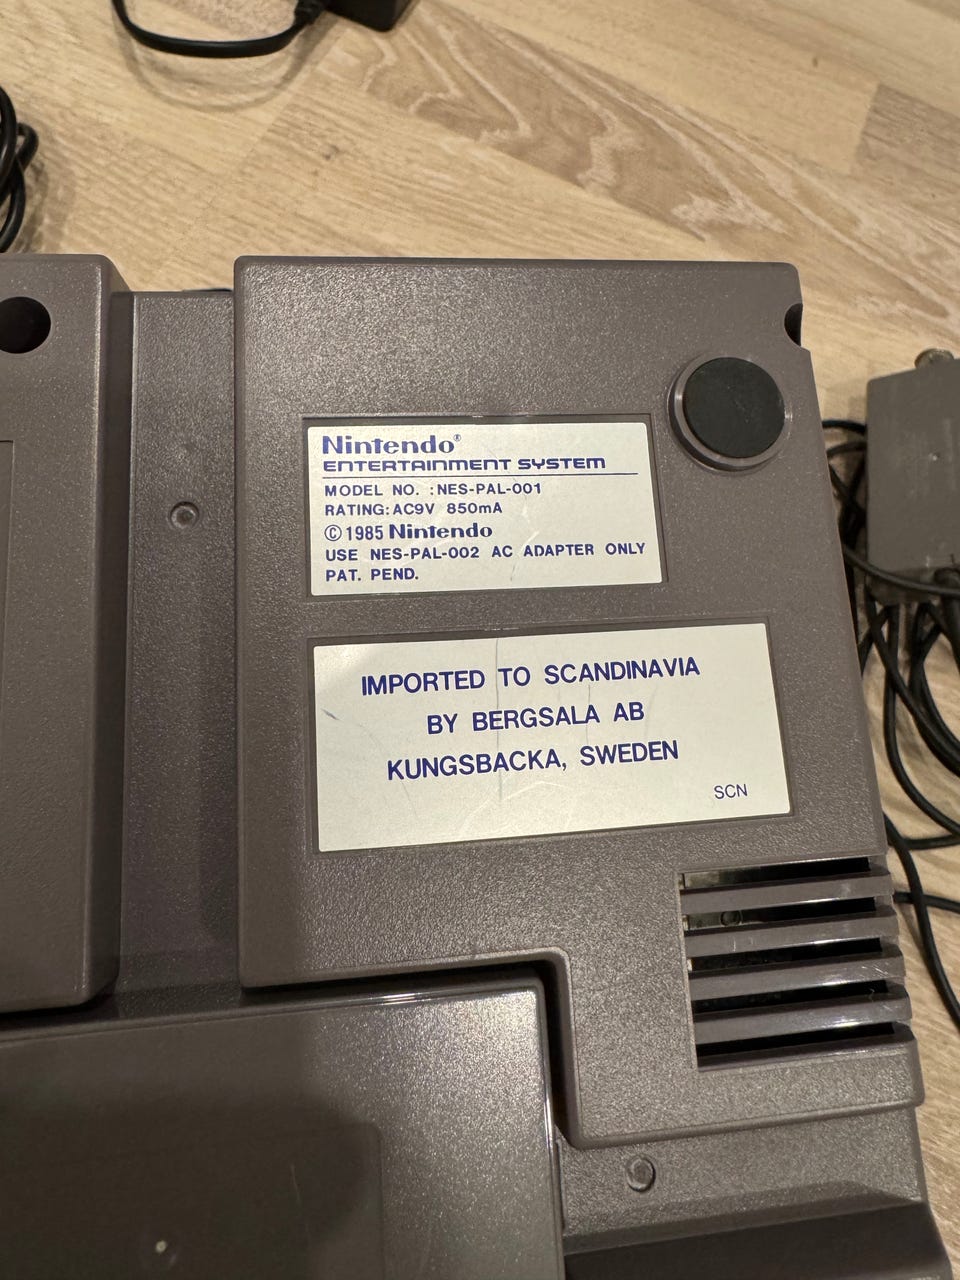 Nintendo®
ENTERTAINMENT SYSTEM
MODEL NO. :NES-PAL-001
RATING:AC9V 850mA
© 1985 Nintendo
USE NES-PAL-002 AC ADAPTER ONLY
PAT. PEND.
IMPORTED TO SCANDINAVIA
BY BERGSALA AB
KUNGSBACKA, SWEDEN
SCN